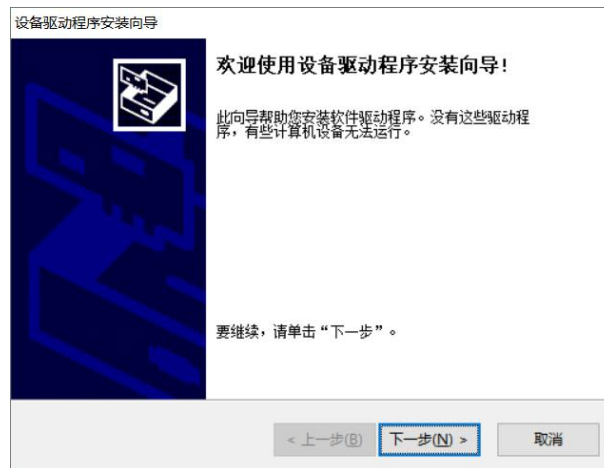 设备驱动程序安装向导
欢迎使用设备驱动程序安装向导!
此向导帮助您安装软件驱动程序。没有这些驱动程
序，有些计算机设备无法运行。
要继续，请单击“下一步”。
< 上一步(B) 下一步(N) > 取消